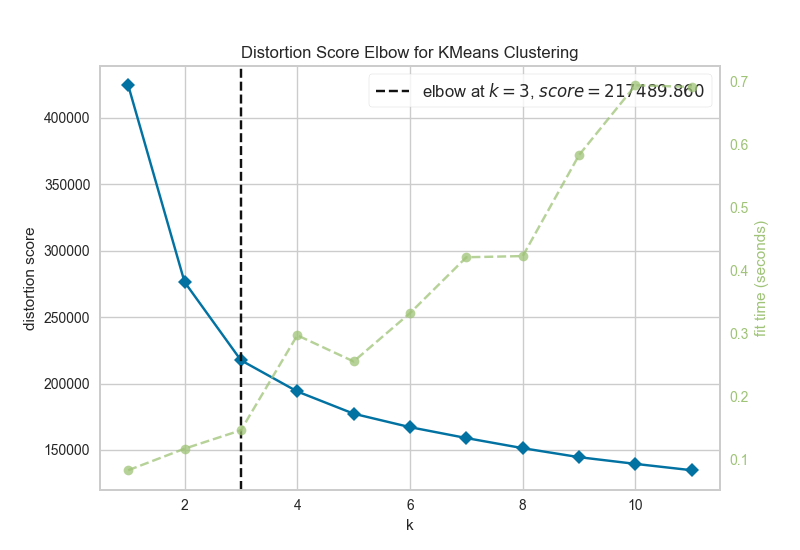 Distortion Score Elbow for KMeans Clustering
elbow at k = 3, score = 217489.860
distortion score
400000
350000
300000
250000
200000
150000
0.7
0.6
0.5
0.4
0.3
0.2
0.1
fit time (seconds)
2 4 6 8 10
k